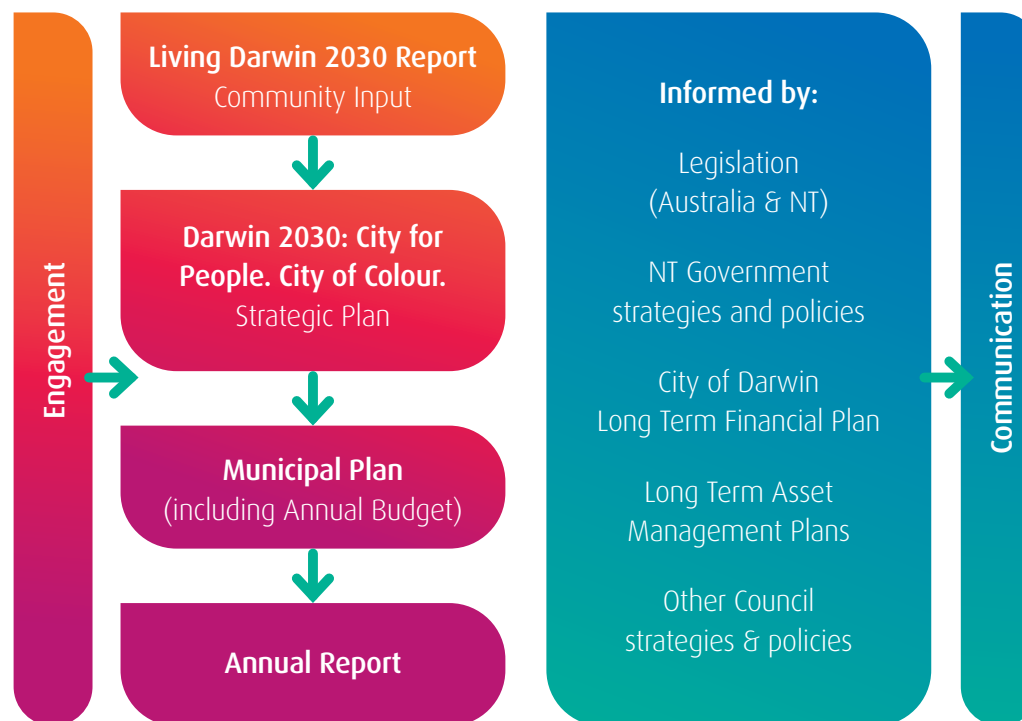 Engagement
Living Darwin 2030 Report
Community Input
Darwin 2030: City for
People. City of Colour.
Strategic Plan
Municipal Plan
(including Annual Budget)
Annual Report
Informed by:
Legislation
(Australia & NT)
NT Government
strategies and policies
City of Darwin
Long Term Financial Plan
Long Term Asset
Management Plans
Other Council
strategies & policies
Communication